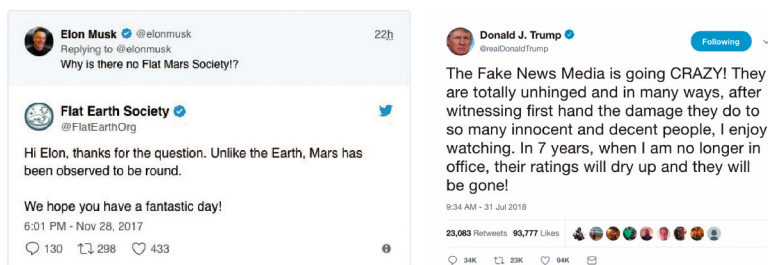 Elon Musk @elonmusk 22h
Replying to @elonmusk
Why is there no Flat Mars Society!?
Flat Earth Society
@FlatEarthOrg
Hi Elon, thanks for the question. Unlike the Earth, Mars has
been observed to be round.
We hope you have a fantastic day!
6:01 PM - Nov 28, 2017
130 298 433
Donald J. Trump
@realDonaldTrump
Following
The Fake News Media is going CRAZY! They
are totally unhinged and in many ways, after
witnessing first hand the damage they do to
so many innocent and decent people, I enjoy
watching. In 7 years, when I am no longer in
office, their ratings will dry up and they will
be gone!
9:34 AM - 31 Jul 2018
23,083 Retweets 93,777 Likes
34K 23K 94K